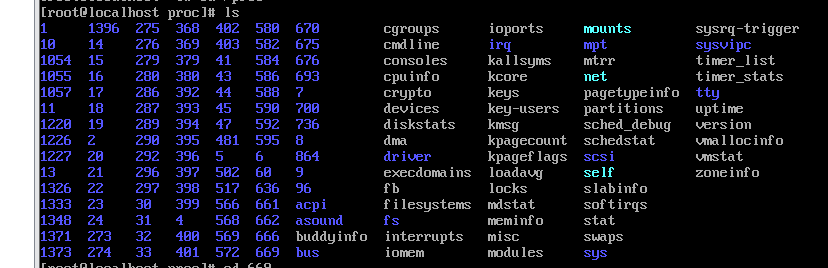 [root@localhost proc]# ls
1 1396 275 368 402 580 670 cgroups ioports mounts sysrq-trigger
10 14 276 369 403 582 675 cmdline irq mpt sysvipc
1054 15 279 379 41 584 676 consoles kallsyms mtrr timer_list
1055 16 280 380 43 586 693 cpuinfo kcore net timer_stats
1057 17 286 392 44 588 7 crypto keys pagetypeinfo tty
11 18 287 393 45 590 700 devices key-users partitions uptime
1220 19 289 394 47 592 736 diskstats kmsg sched_debug version
1226 2 290 395 481 595 8 dma kpagecount schedstat vmallocinfo
1227 20 292 396 5 6 864 driver kpageflags scsi vmstat
13 21 296 397 502 60 9 execdomains loadavg self zoneinfo
1326 22 297 398 517 636 96 fb locks slabinfo
1333 23 30 399 566 661 acpi filesystems mdstat softirqs
1348 24 31 4 568 662 asound fs meminfo stat
1371 273 32 400 569 666 buddyinfo interrupts misc swaps
1373 274 33 401 572 669 bus iomem modules sys
[root@localhost proc]# cd 669